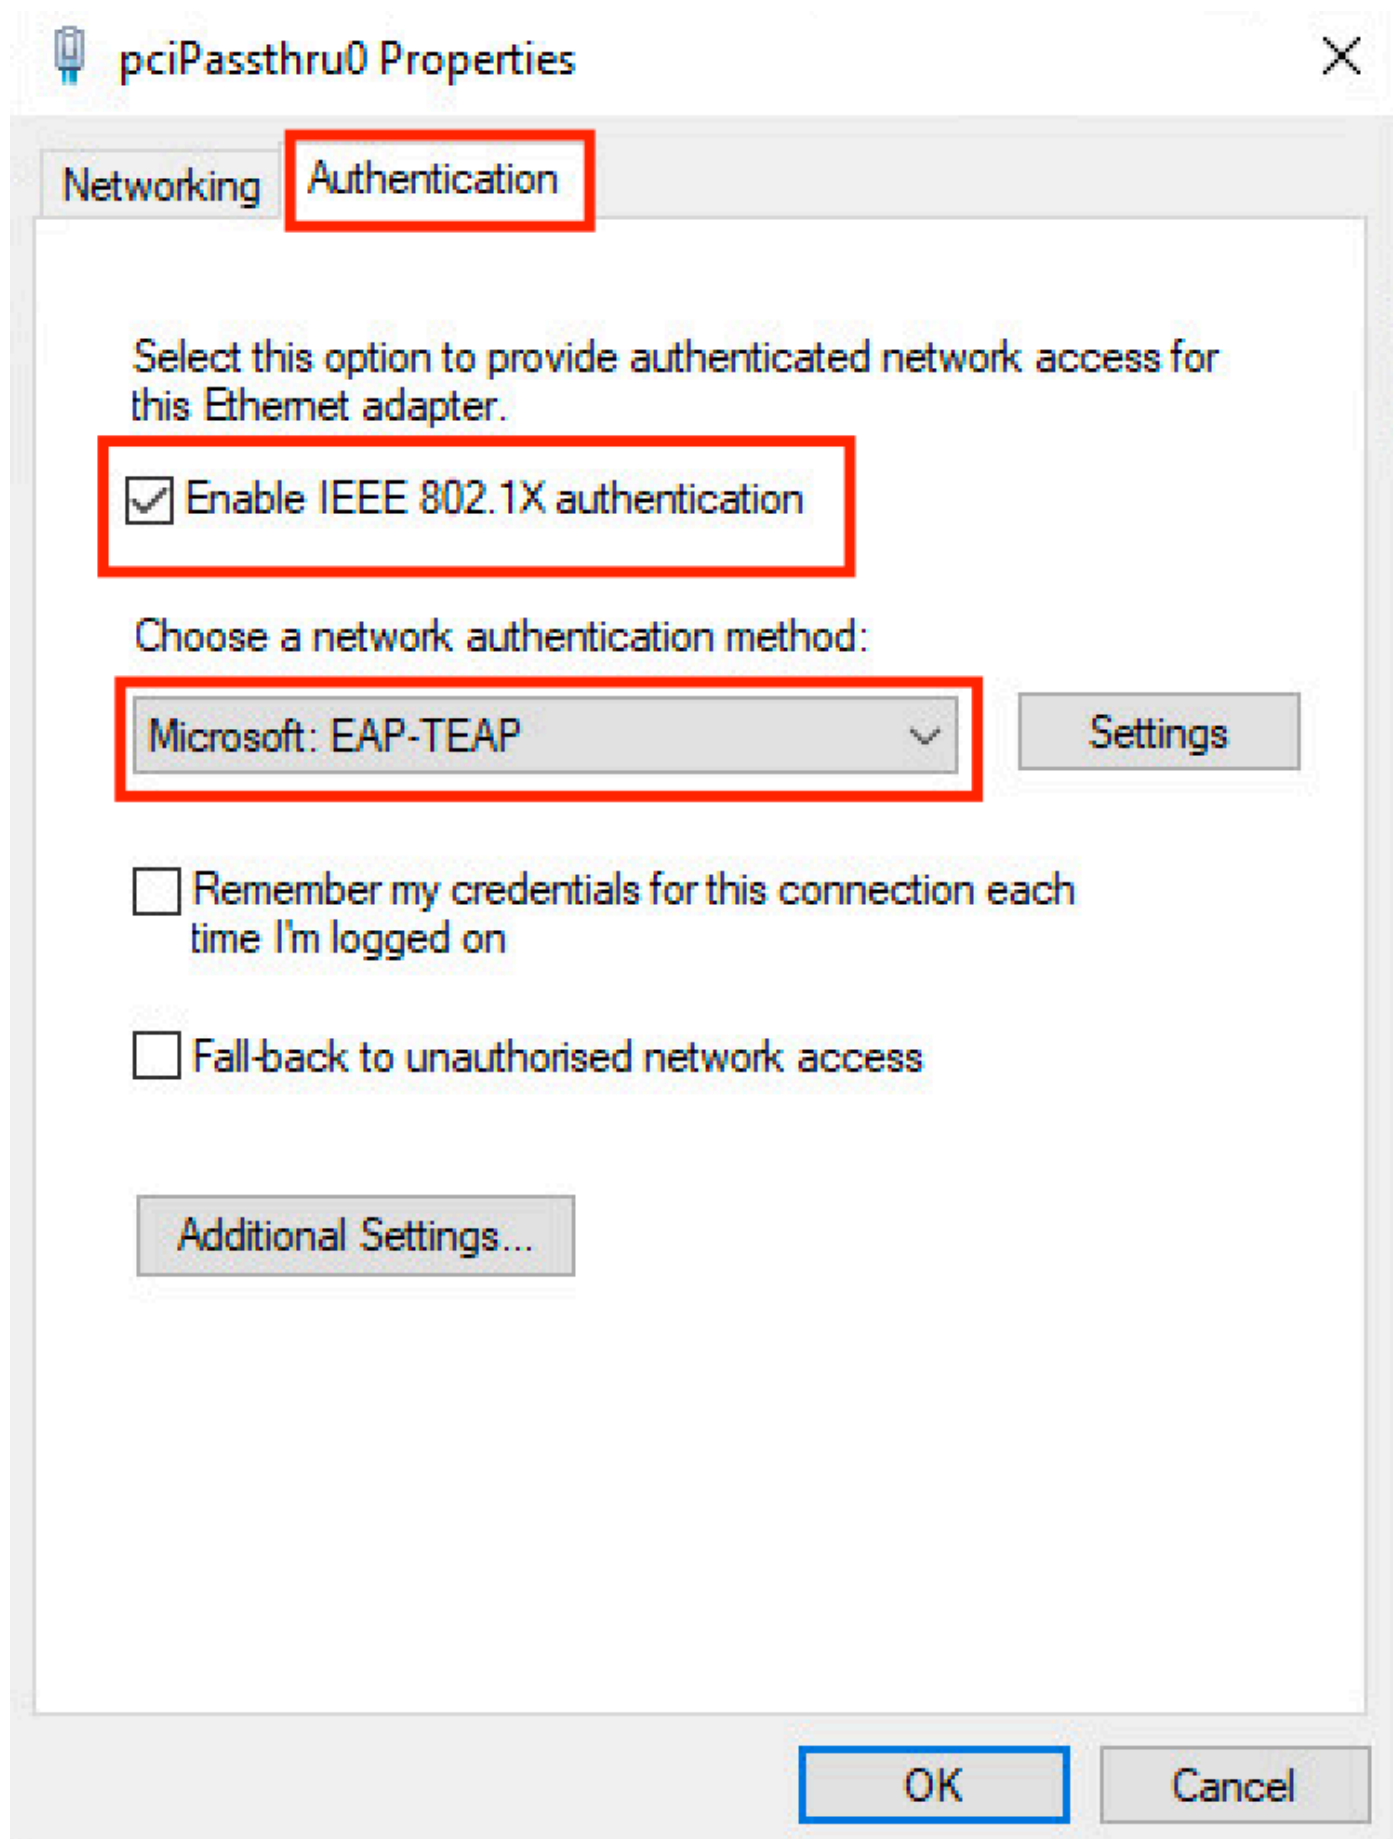 pciPassthru0 Properties
Networking
Authentication
Select this option to provide authenticated network access for
this Ethernet adapter.
Enable IEEE 802.1X authentication
Choose a network authentication method:
Microsoft: EAP-TEAP
Settings
Remember my credentials for this connection each
time I'm logged on
Fall-back to unauthorised network access
Additional Settings...
OK
Cancel